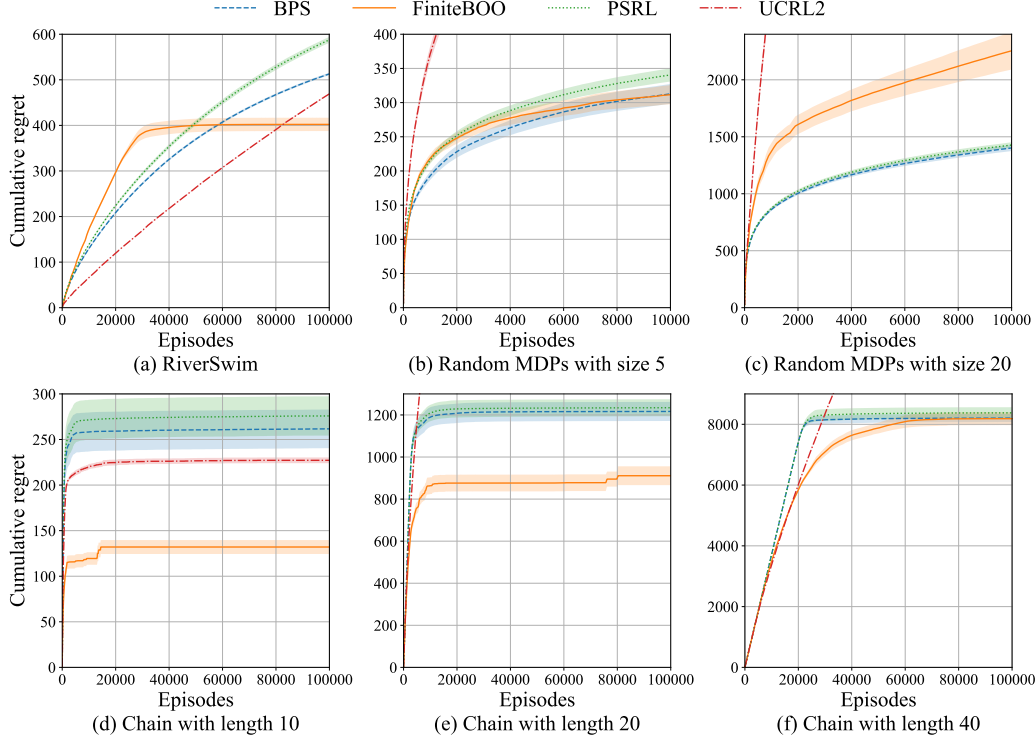 BPS FiniteBOO PSRL UCRL2
Cumulative regret
600
500
400
300
200
100
0
0 20000 40000 60000 80000 100000
Episodes
(a) RiverSwim
400
350
300
250
200
150
100
50
0
0 2000 4000 6000 8000 10000
Episodes
(b) Random MDPs with size 5
2000
1500
1000
500
0
0 2000 4000 6000 8000 10000
Episodes
(c) Random MDPs with size 20
Cumulative regret
300
250
200
150
100
50
0
0 20000 40000 60000 80000 100000
Episodes
(d) Chain with length 10
1200
1000
800
600
400
200
0
0 20000 40000 60000 80000 100000
Episodes
(e) Chain with length 20
8000
6000
4000
2000
0
0 20000 40000 60000 80000 100000
Episodes
(f) Chain with length 40